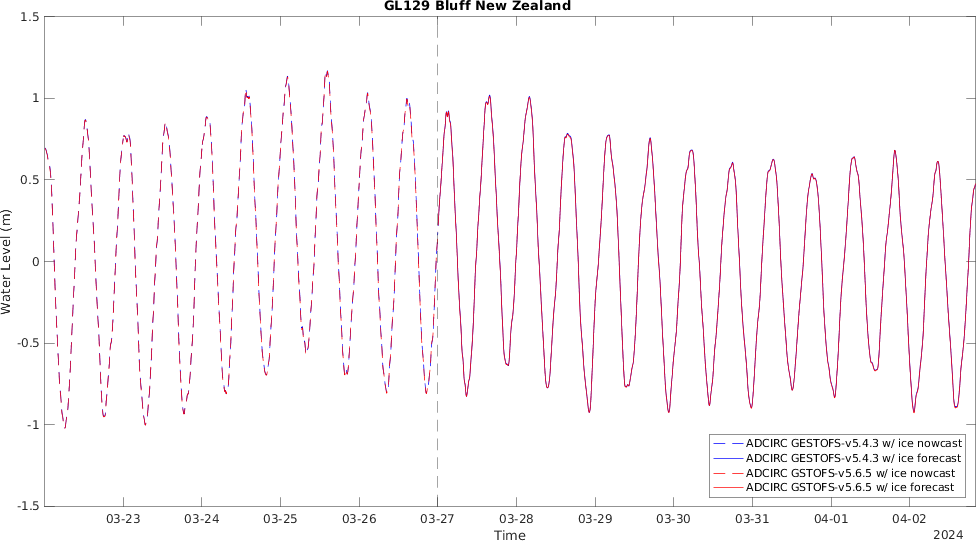 GL129 Bluff New Zealand
1.5
1
0.5
0
-0.5
-1
-1.5
Water Level (m)
ADCIRC GESTOFS-v5.4.3 w/ ice nowcast
ADCIRC GESTOFS-v5.4.3 w/ ice forecast
ADCIRC GSTOFS-v5.6.5 w/ ice nowcast
ADCIRC GSTOFS-v5.6.5 w/ ice forecast
03-23 03-24 03-25 03-26 03-27 03-28 03-29 03-30 03-31 04-01 04-02
Time
2024